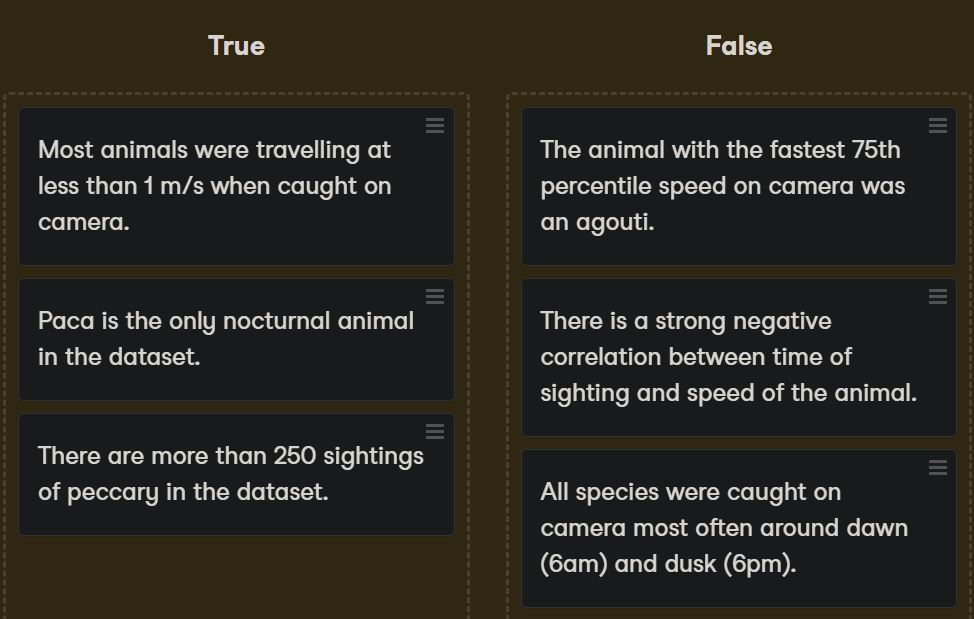 True
Most animals were travelling at
less than 1 m/s when caught on
camera.
Paca is the only nocturnal animal
in the dataset.
There are more than 250 sightings
of peccary in the dataset.
False
The animal with the fastest 75th
percentile speed on camera was
an agouti.
There is a strong negative
correlation between time of
sighting and speed of the animal.
All species were caught on
camera most often around dawn
(6am) and dusk (6pm).